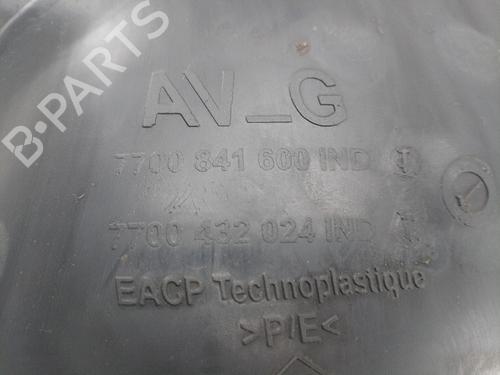 B-PARTS
AV_G
7700 841 600 IND
7700 432 024 IND
EACP Technoplastique
>P/E<